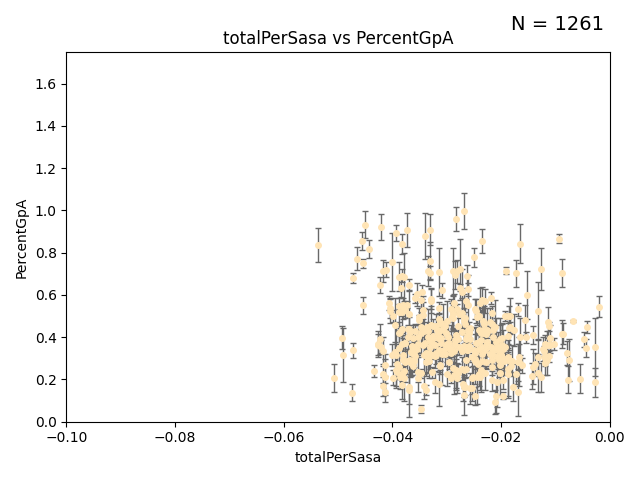 N = 1261
totalPerSasa vs PercentGpA
PercentGpA
1.6
1.4
1.2
1.0
0.8
0.6
0.4
0.2
0.0
−0.10 −0.08 −0.06 −0.04 −0.02 0.00
totalPerSasa